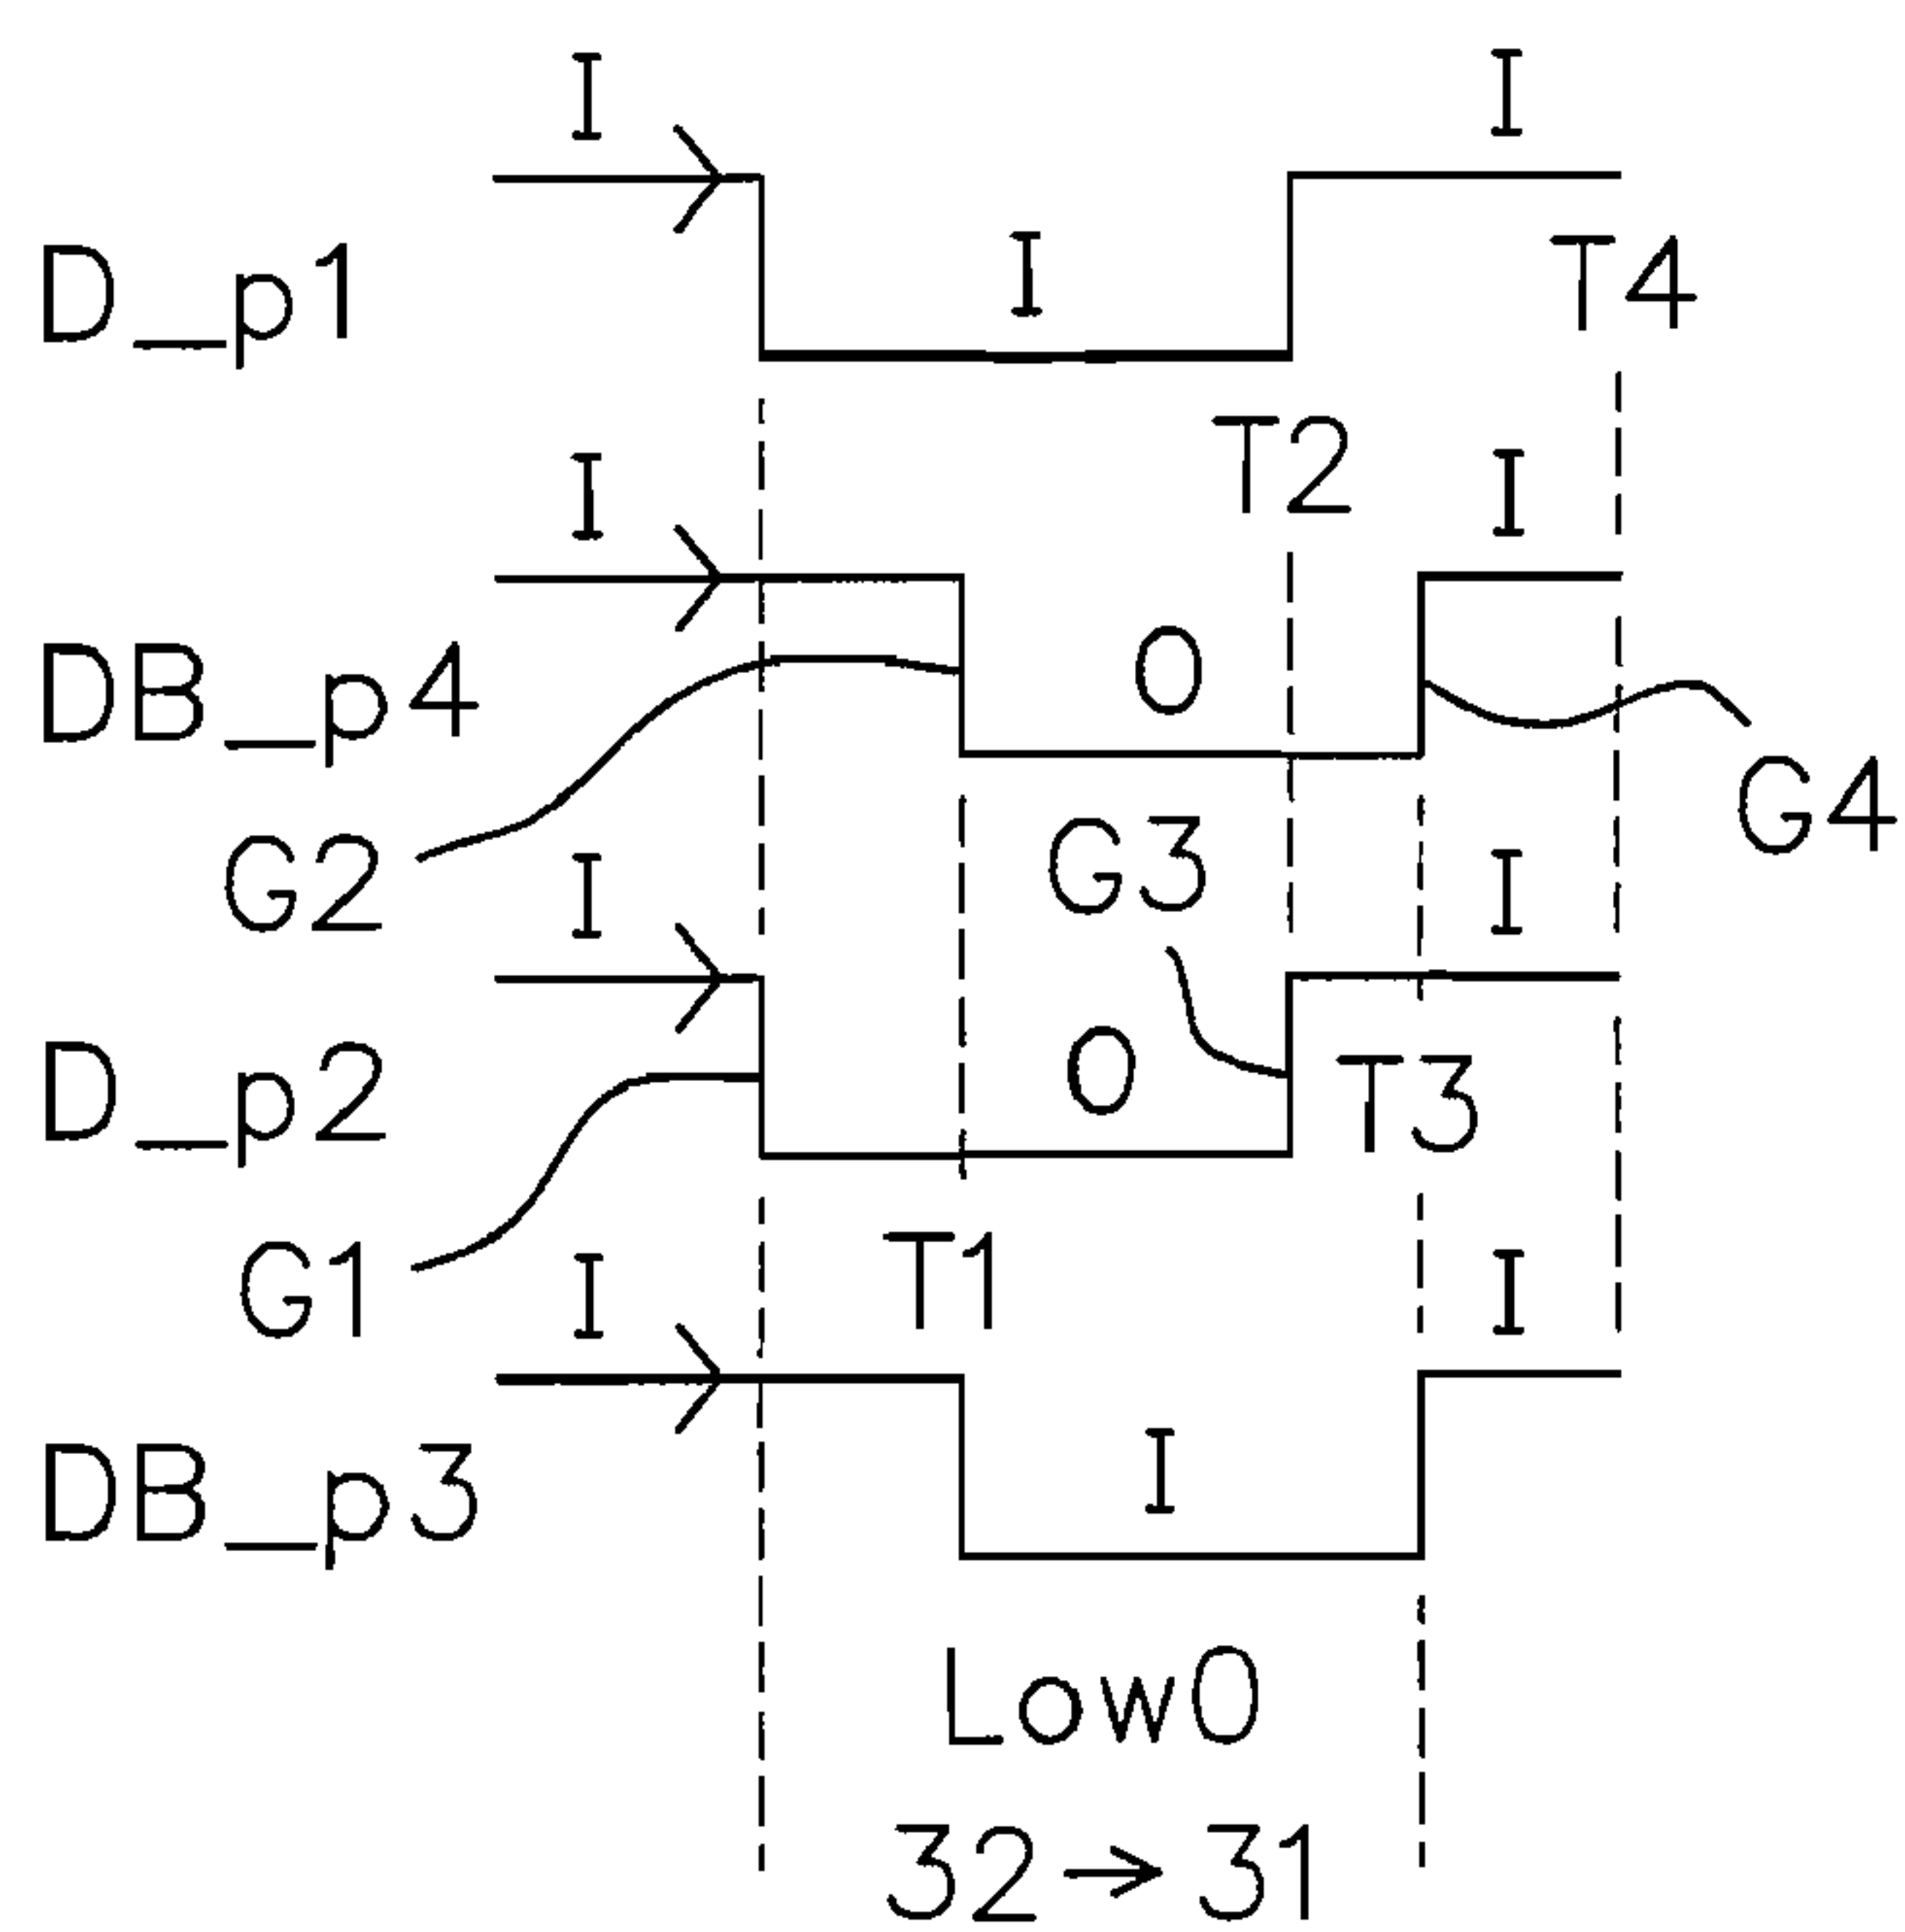 I I
D_p1 I T4
T2
I I
DB_p4 O
G2 G3 G4
I I
D_p2 O T3
G1 T1
I I
DB_p3 I
Low0
32→31